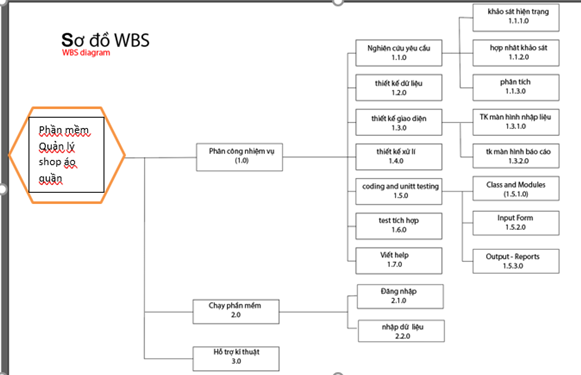 Sơ đồ WBS
WBS diagram
Phần mềm
Quản lý
shop áo
quần
Phân công nhiệm vụ
(1.0)
Nghiên cứu yêu cầu
1.1.0
khảo sát hiện trạng
1.1.1.0
hợp nhất khảo sát
1.1.2.0
phân tích
1.1.3.0
thiết kế dữ liệu
1.2.0
thiết kế giao diện
1.3.0
TK màn hình nhập liệu
1.3.1.0
tk màn hình báo cáo
1.3.2.0
thiết kế xử lí
1.4.0
coding and unitt testing
1.5.0
Class and Modules
(1.5.1.0)
Input Form
1.5.2.0
Output - Reports
1.5.3.0
test tích hợp
1.6.0
Viết help
1.7.0
Chạy phần mềm
2.0
Đăng nhập
2.1.0
nhập dữ liệu
2.2.0
Hỗ trợ kĩ thuật
3.0